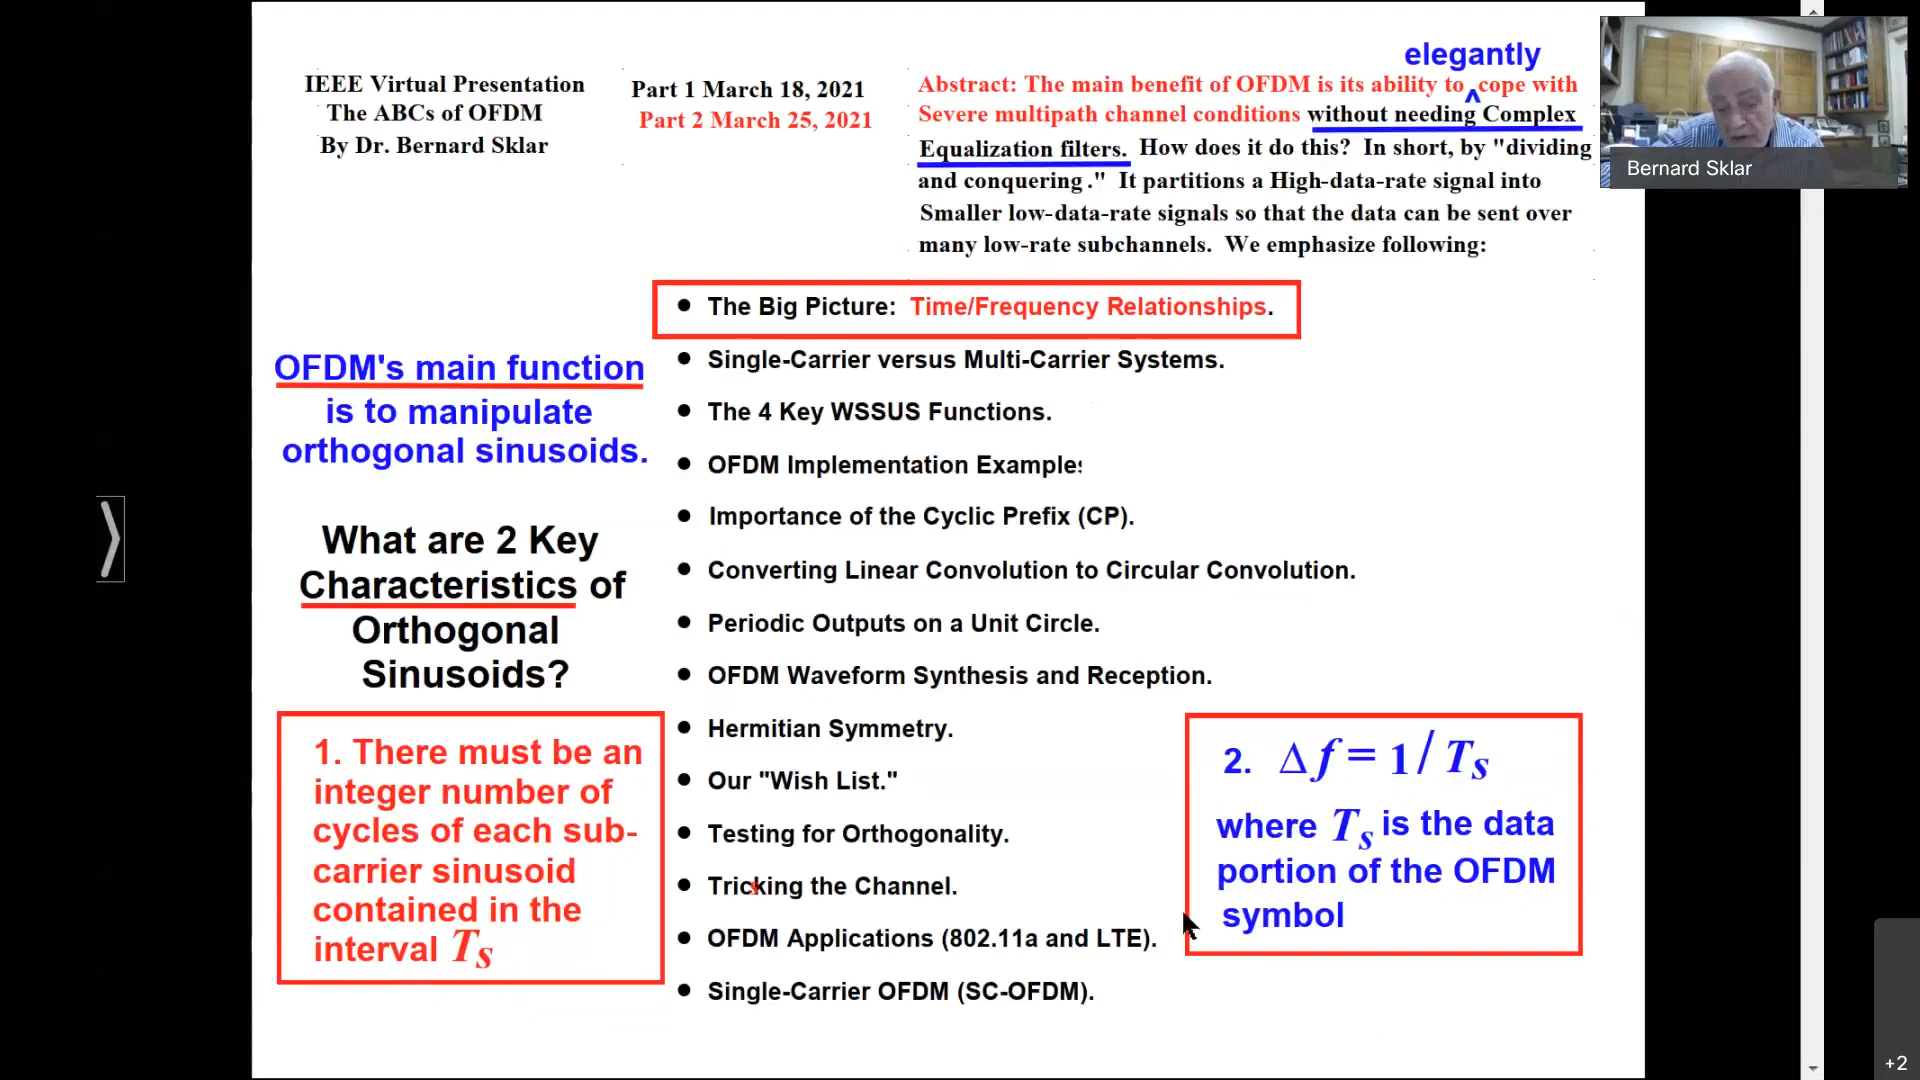 IEEE Virtual Presentation
The ABCs of OFDM
By Dr. Bernard Sklar
Part 1 March 18, 2021
Part 2 March 25, 2021
elegantly
Abstract: The main benefit of OFDM is its ability to ^ cope with
Severe multipath channel conditions without needing Complex
Equalization filters. How does it do this? In short, by "dividing
and conquering." It partitions a High-data-rate signal into
Smaller low-data-rate signals so that the data can be sent over
many low-rate subchannels. We emphasize following:
Bernard Sklar
• The Big Picture: Time/Frequency Relationships.
• Single-Carrier versus Multi-Carrier Systems.
• The 4 Key WSSUS Functions.
• OFDM Implementation Examples
• Importance of the Cyclic Prefix (CP).
• Converting Linear Convolution to Circular Convolution.
• Periodic Outputs on a Unit Circle.
• OFDM Waveform Synthesis and Reception.
• Hermitian Symmetry.
• Our "Wish List."
• Testing for Orthogonality.
• Tricking the Channel.
• OFDM Applications (802.11a and LTE).
• Single-Carrier OFDM (SC-OFDM).
OFDM's main function
is to manipulate
orthogonal sinusoids.
What are 2 Key
Characteristics of
Orthogonal
Sinusoids?
1. There must be an
integer number of
cycles of each sub-
carrier sinusoid
contained in the
interval Ts
2. Δf = 1/Ts
where Ts is the data
portion of the OFDM
symbol
+2